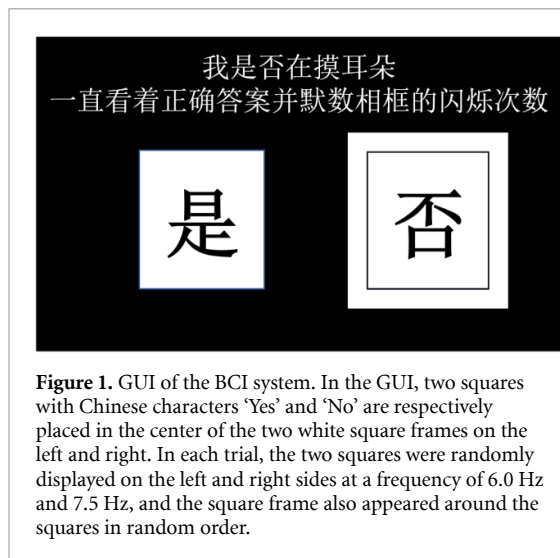 我是否在摸耳朵
一直看着正确答案并默数相框的闪烁次数
是
否
Figure 1. GUI of the BCI system. In the GUI, two squares
with Chinese characters ‘Yes’ and ‘No’ are respectively
placed in the center of the two white square frames on the
left and right. In each trial, the two squares were randomly
displayed on the left and right sides at a frequency of 6.0 Hz
and 7.5 Hz, and the square frame also appeared around the
squares in random order.